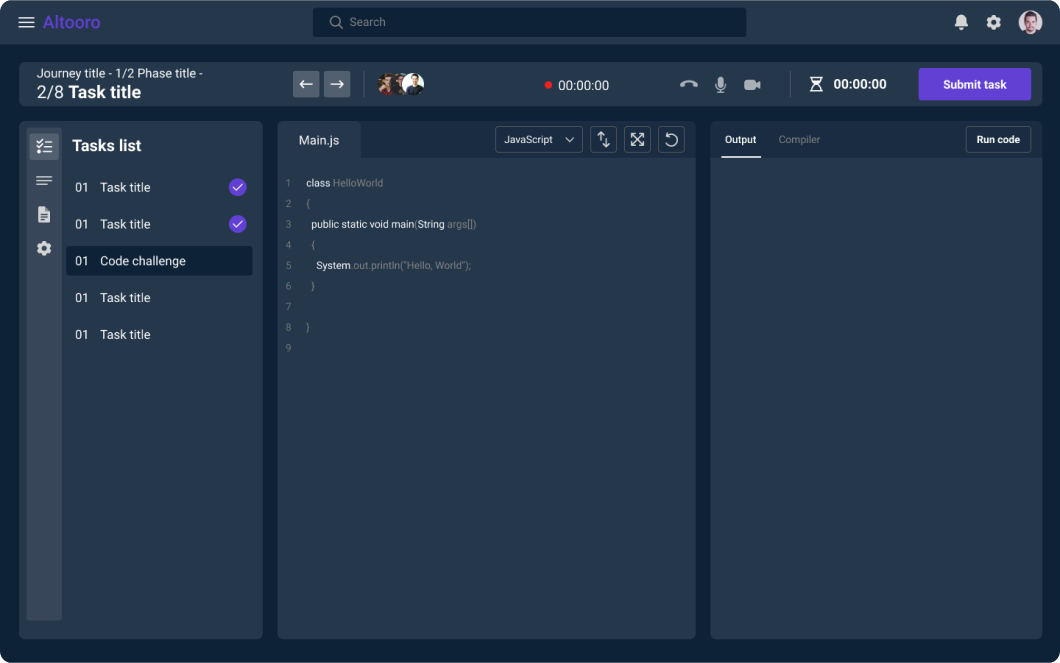 Altooro
Search
Journey title - 1/2 Phase title -
2/8 Task title
00:00:00
00:00:00
Submit task
Tasks list
01 Task title
01 Task title
01 Code challenge
01 Task title
01 Task title
Main.js
JavaScript
1 class HelloWorld
2 {
3 public static void main(String args[])
4 {
5 System.out.println("Hello, World");
6 }
7
8 }
9
Output
Compiler
Run code